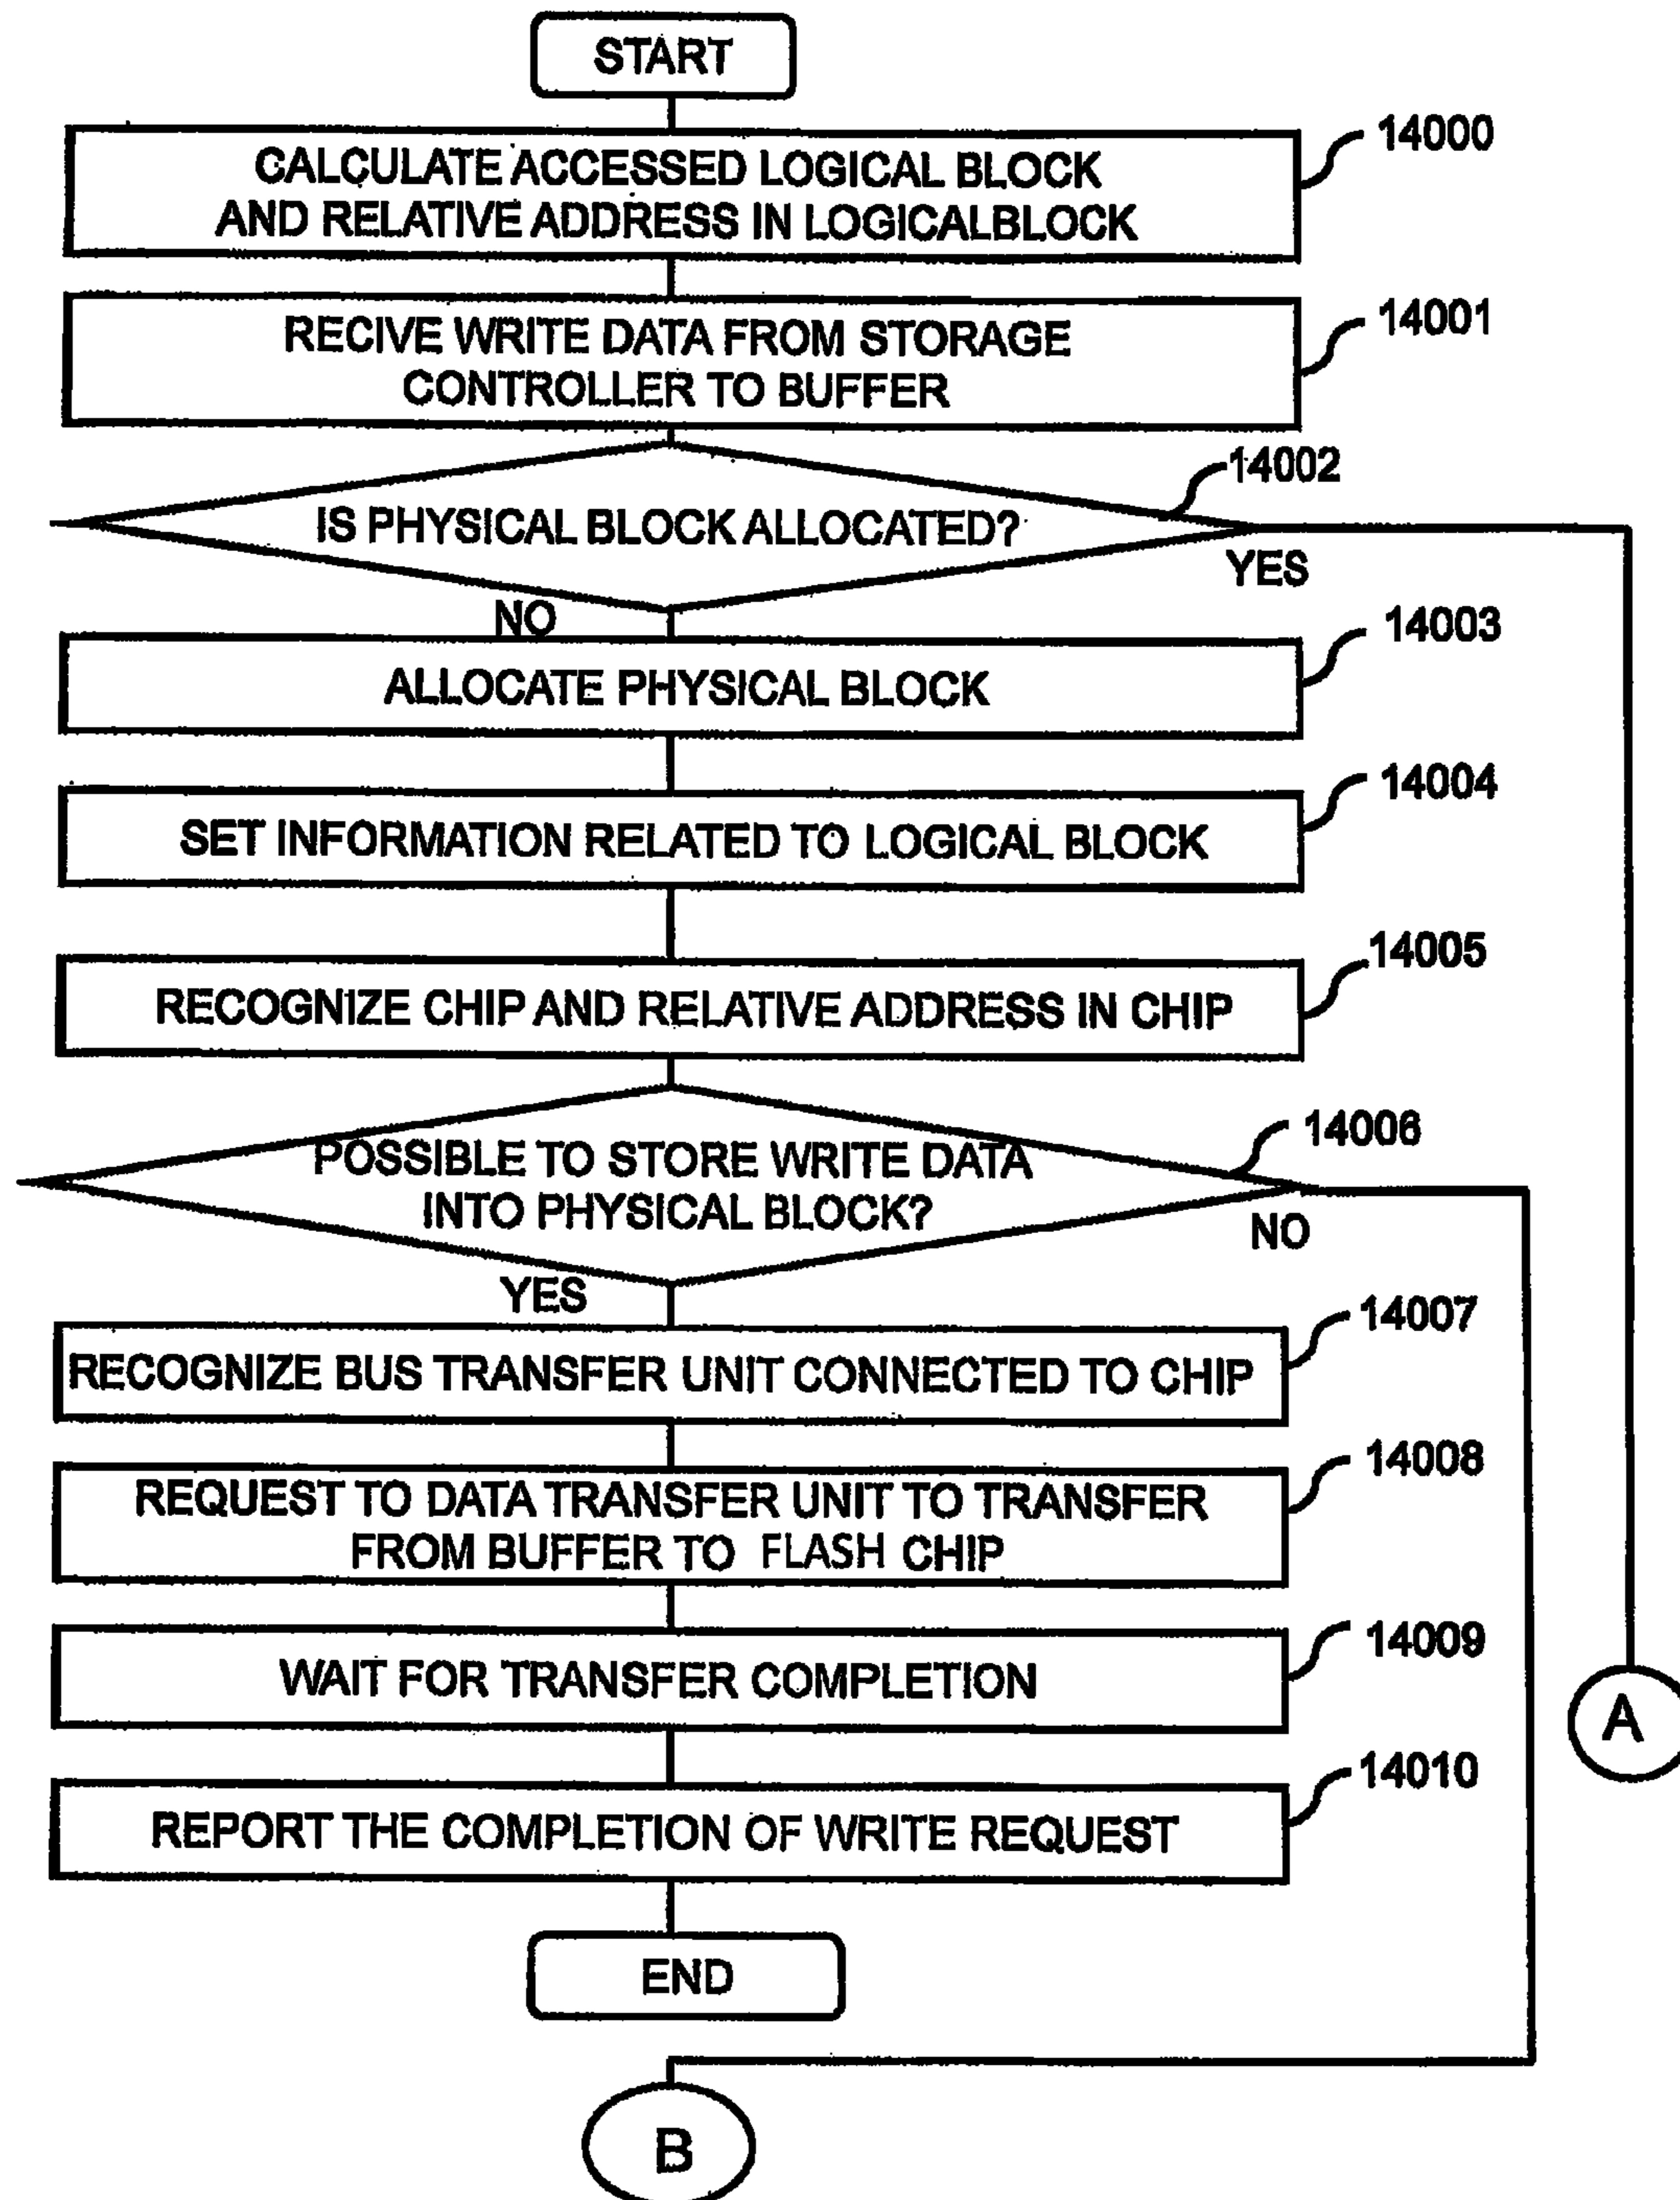 START
14000
CALCULATE ACCESSED LOGICAL BLOCK
AND RELATIVE ADDRESS IN LOGICALBLOCK
14001
RECIVE WRITE DATA FROM STORAGE
CONTROLLER TO BUFFER
14002
IS PHYSICAL BLOCK ALLOCATED?
YES
NO
14003
ALLOCATE PHYSICAL BLOCK
14004
SET INFORMATION RELATED TO LOGICAL BLOCK
14005
RECOGNIZE CHIP AND RELATIVE ADDRESS IN CHIP
14006
POSSIBLE TO STORE WRITE DATA
INTO PHYSICAL BLOCK?
NO
YES
14007
RECOGNIZE BUS TRANSFER UNIT CONNECTED TO CHIP
14008
REQUEST TO DATA TRANSFER UNIT TO TRANSFER
FROM BUFFER TO FLASH CHIP
14009
WAIT FOR TRANSFER COMPLETION
A
14010
REPORT THE COMPLETION OF WRITE REQUEST
END
B